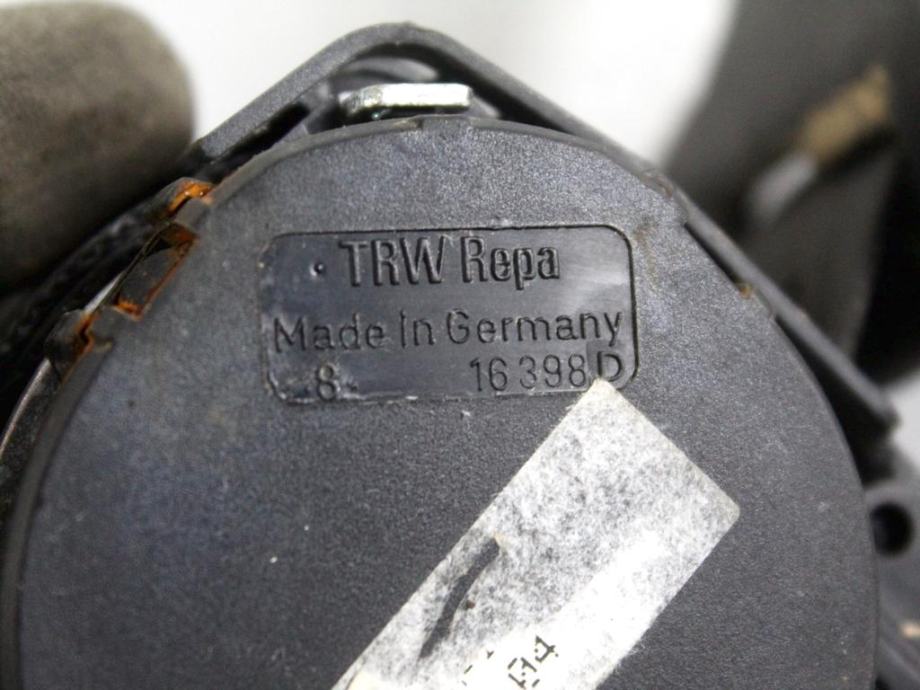 TRW Repa
Made in Germany
8 16 398 D